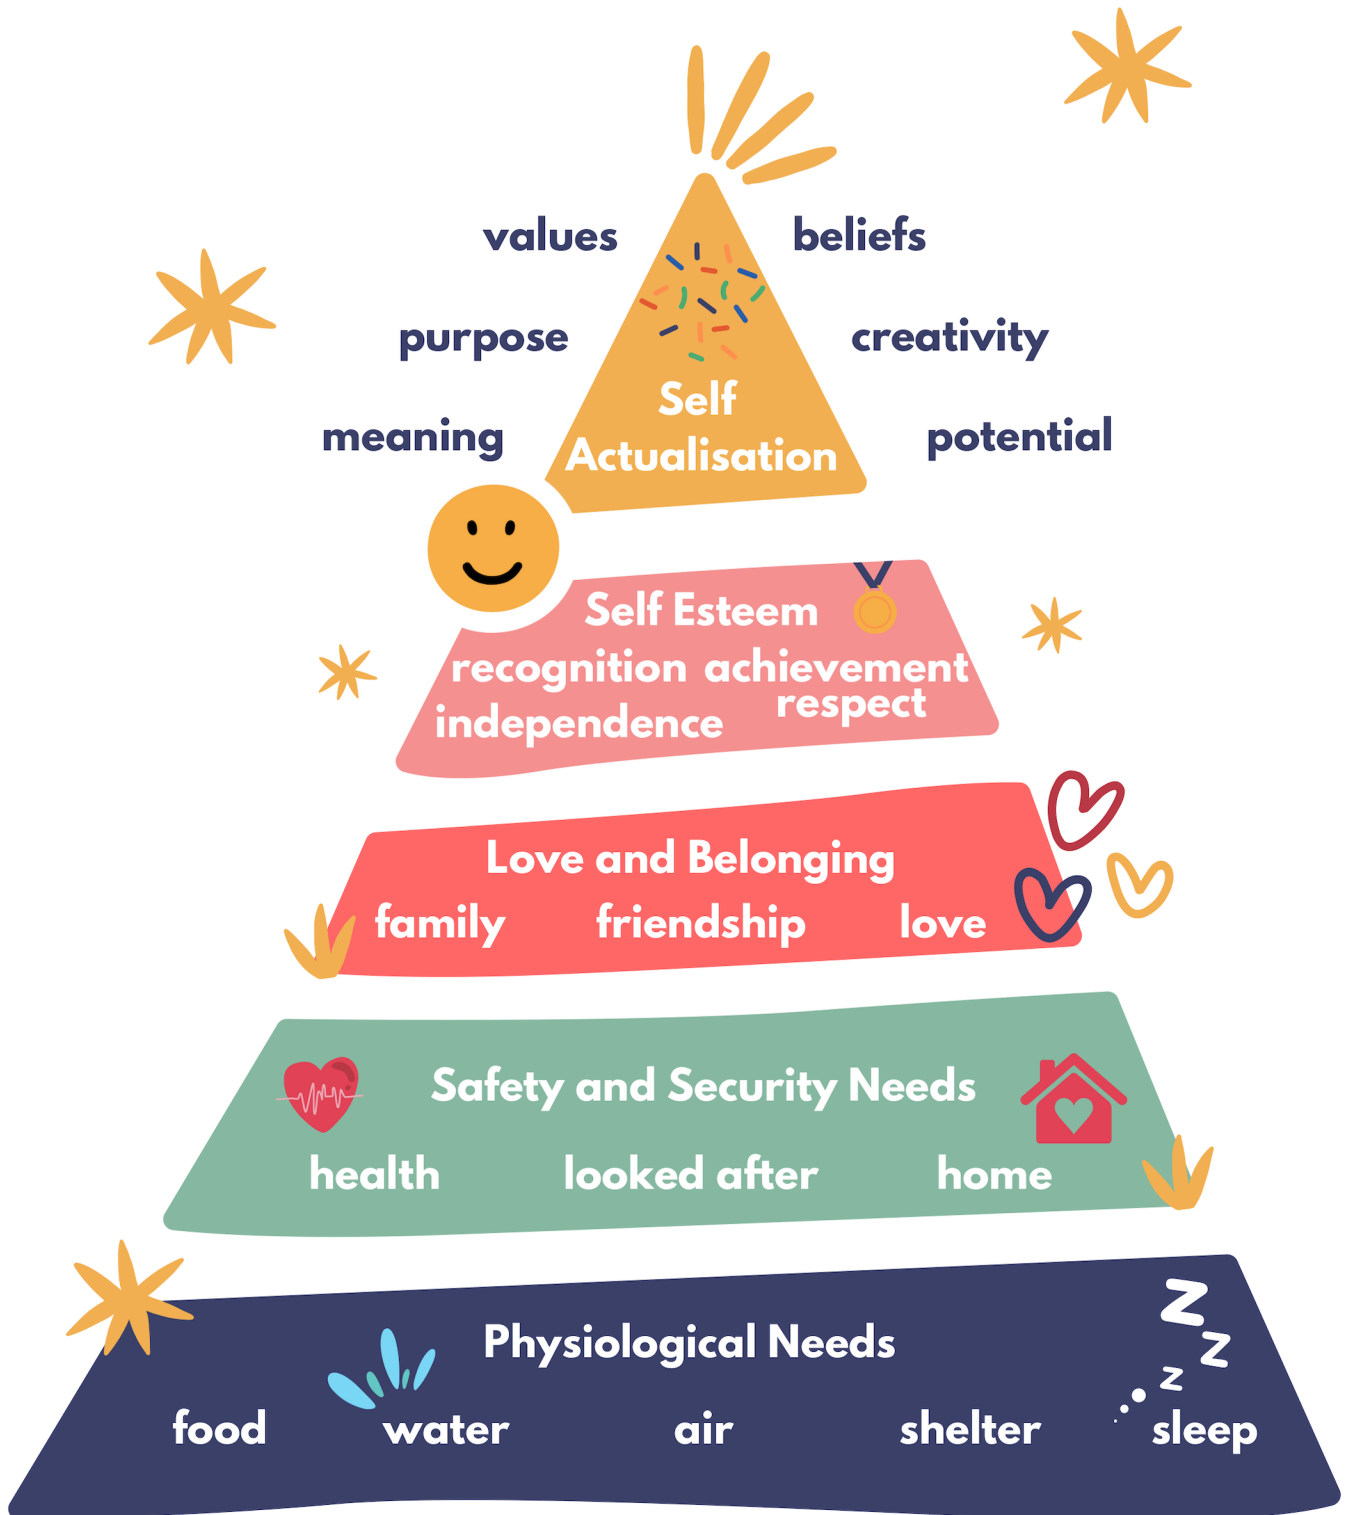 values beliefs
purpose creativity
meaning potential
Self
Actualisation
Self Esteem
recognition achievement
independence respect
Love and Belonging
family friendship love
Safety and Security Needs
health looked after home
Physiological Needs
z
z
z
food water air shelter sleep